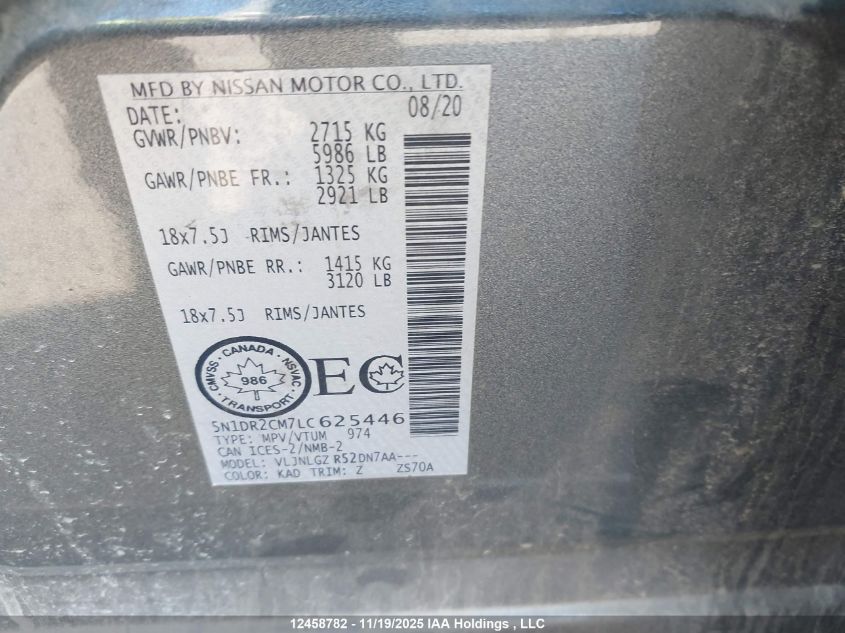 MFD BY NISSAN MOTOR CO., LTD.
DATE: 08/20
GVWR/PNBV: 2715 KG
5986 LB
GAWR/PNBE FR.: 1325 KG
2921 LB
18x7.5J RIMS/JANTES
GAWR/PNBE RR.: 1415 KG
3120 LB
18x7.5J RIMS/JANTES
CANADA
CMVSS · NSVAC
986
TRANSPORT
EC
5N1DR2CM7LC625446
TYPE: MPV/VTUM 974
CAN ICES-2/NMB-2
MODEL: VLJNLGZ R52DN7AA---
COLOR: KAD TRIM: Z ZS70A
12458782 - 11/19/2025 IAA Holdings , LLC